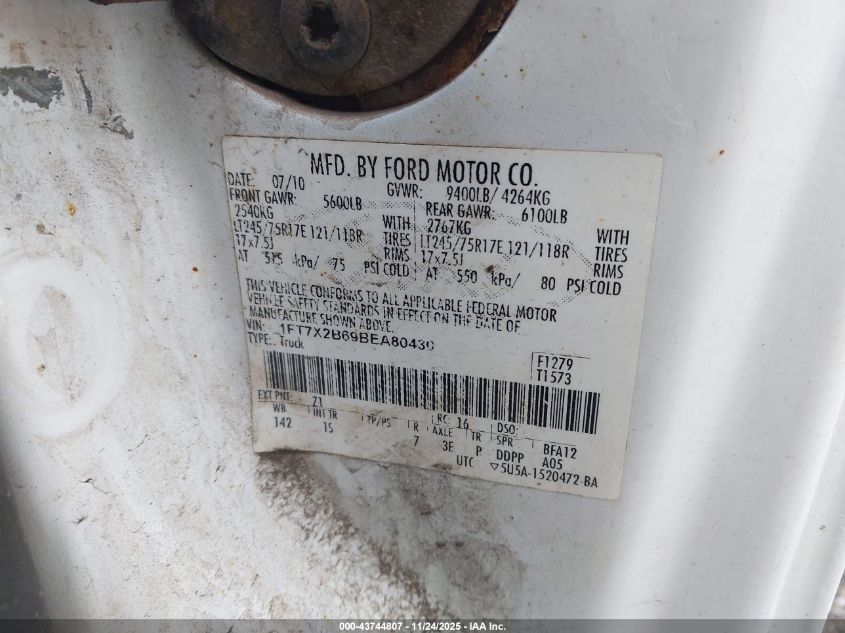 MFD. BY FORD MOTOR CO.
DATE: 07/10 GVWR: 9400LB/ 4264KG
FRONT GAWR: 5600LB REAR GAWR: 6100LB
2540KG WITH 2767KG WITH
LT245/75R17E 121/118R TIRES LT245/75R17E 121/118R TIRES
17x7.5J RIMS 17x7.5J RIMS
AT 515 kPa/ 75 PSI COLD AT 550 kPa/ 80 PSI COLD
THIS VEHICLE CONFORMS TO ALL APPLICABLE FEDERAL MOTOR
VEHICLE SAFETY STANDARDS IN EFFECT ON THE DATE OF
MANUFACTURE SHOWN ABOVE.
VIN: 1FT7X2B69BEA80430
TYPE: Truck
F1279
T1573
EXT PNT: Z1 RC: 16 DSO:
WB INT TR TP/PS R AXLE TR SPR BFA12
142 1S 7 3E P DDPP A05
UTC ▽5U5A-1520472-BA
000-43744807 - 11/24/2025 - © IAA Inc.